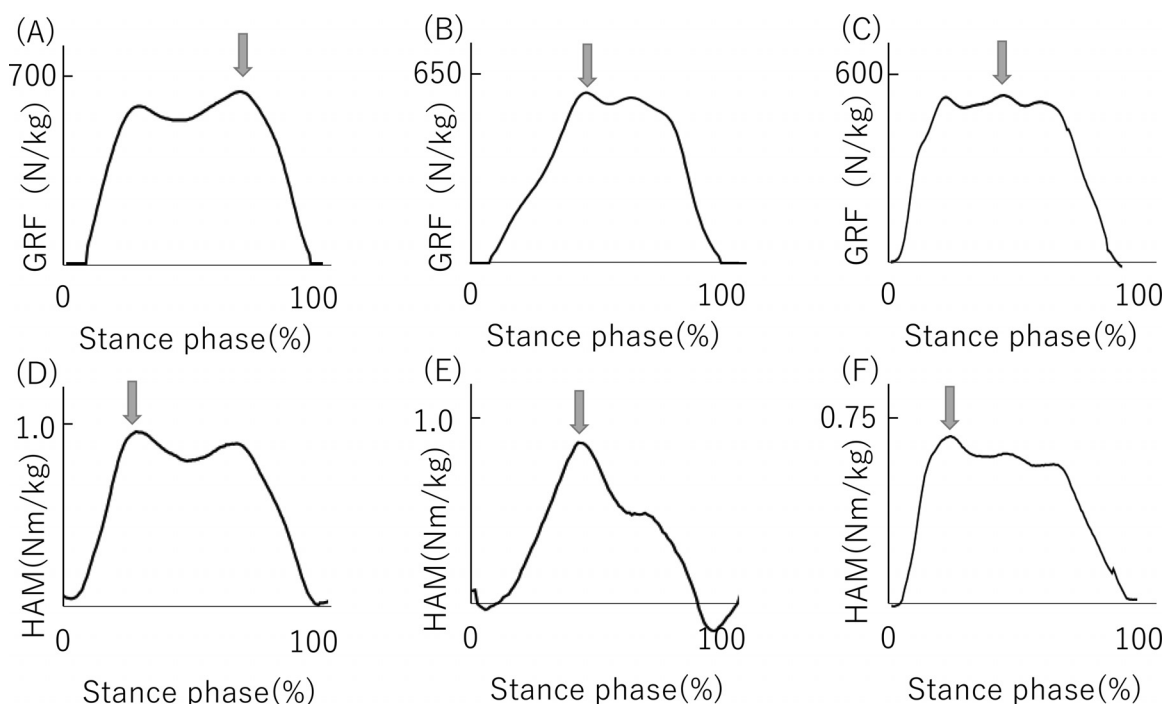 (A)
700
GRF (N/kg)
0
100
Stance phase(%)
(B)
650
GRF (N/kg)
0
100
Stance phase(%)
(C)
600
GRF (N/kg)
0
100
Stance phase(%)
(D)
1.0
HAM(Nm/kg)
0
100
Stance phase(%)
(E)
1.0
HAM(Nm/kg)
0
100
Stance phase(%)
(F)
0.75
HAM(Nm/kg)
0
100
Stance phase(%)